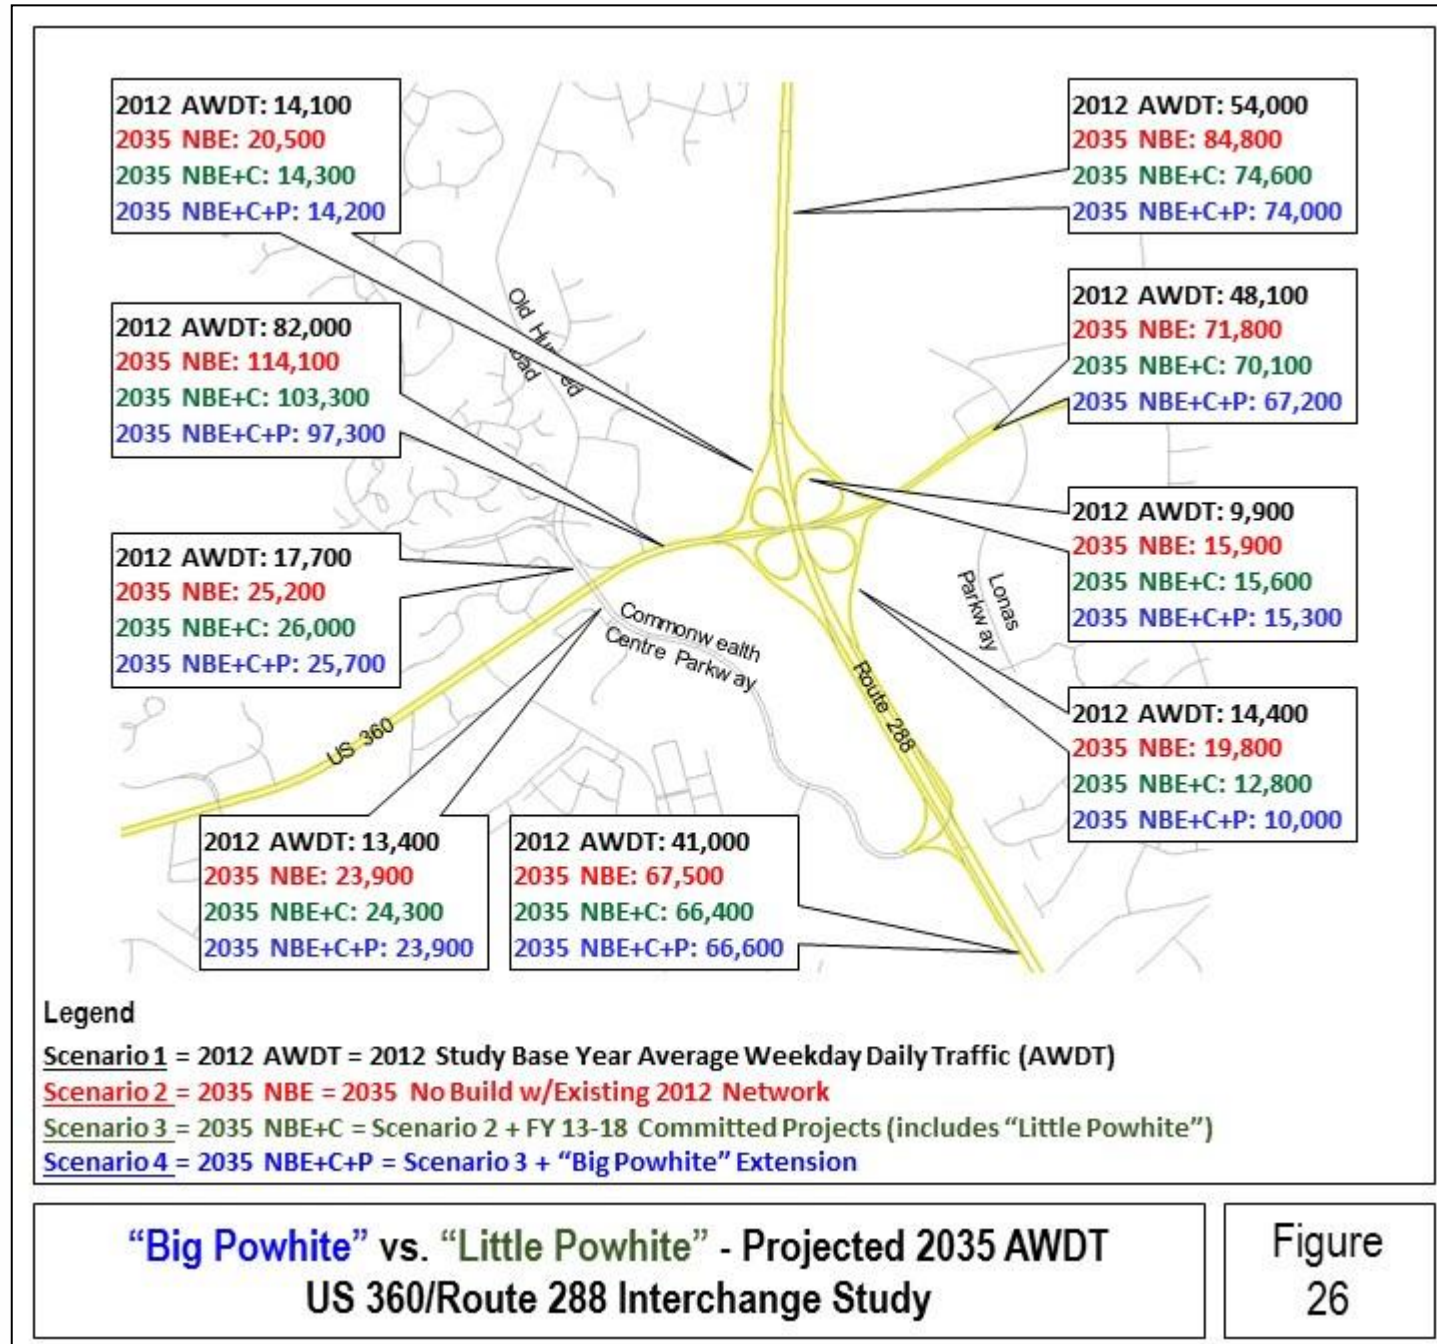 2012 AWDT: 14,100
2035 NBE: 20,500
2035 NBE+C: 14,300
2035 NBE+C+P: 14,200
2012 AWDT: 54,000
2035 NBE: 84,800
2035 NBE+C: 74,600
2035 NBE+C+P: 74,000
2012 AWDT: 82,000
2035 NBE: 114,100
2035 NBE+C: 103,300
2035 NBE+C+P: 97,300
2012 AWDT: 48,100
2035 NBE: 71,800
2035 NBE+C: 70,100
2035 NBE+C+P: 67,200
2012 AWDT: 17,700
2035 NBE: 25,200
2035 NBE+C: 26,000
2035 NBE+C+P: 25,700
2012 AWDT: 9,900
2035 NBE: 15,900
2035 NBE+C: 15,600
2035 NBE+C+P: 15,300
2012 AWDT: 14,400
2035 NBE: 19,800
2035 NBE+C: 12,800
2035 NBE+C+P: 10,000
2012 AWDT: 13,400
2035 NBE: 23,900
2035 NBE+C: 24,300
2035 NBE+C+P: 23,900
2012 AWDT: 41,000
2035 NBE: 67,500
2035 NBE+C: 66,400
2035 NBE+C+P: 66,600
Old
Commonwealth
Centre Parkway
Lonas
Parkway
Route 288
US 360
Legend
Scenario 1 = 2012 AWDT = 2012 Study Base Year Average Weekday Daily Traffic (AWDT)
Scenario 2 = 2035 NBE = 2035 No Build w/Existing 2012 Network
Scenario 3 = 2035 NBE+C = Scenario 2 + FY 13-18 Committed Projects (includes “Little Powhite”)
Scenario 4 = 2035 NBE+C+P = Scenario 3 + “Big Powhite” Extension
“Big Powhite” vs. “Little Powhite” - Projected 2035 AWDT
US 360/Route 288 Interchange Study
Figure
26